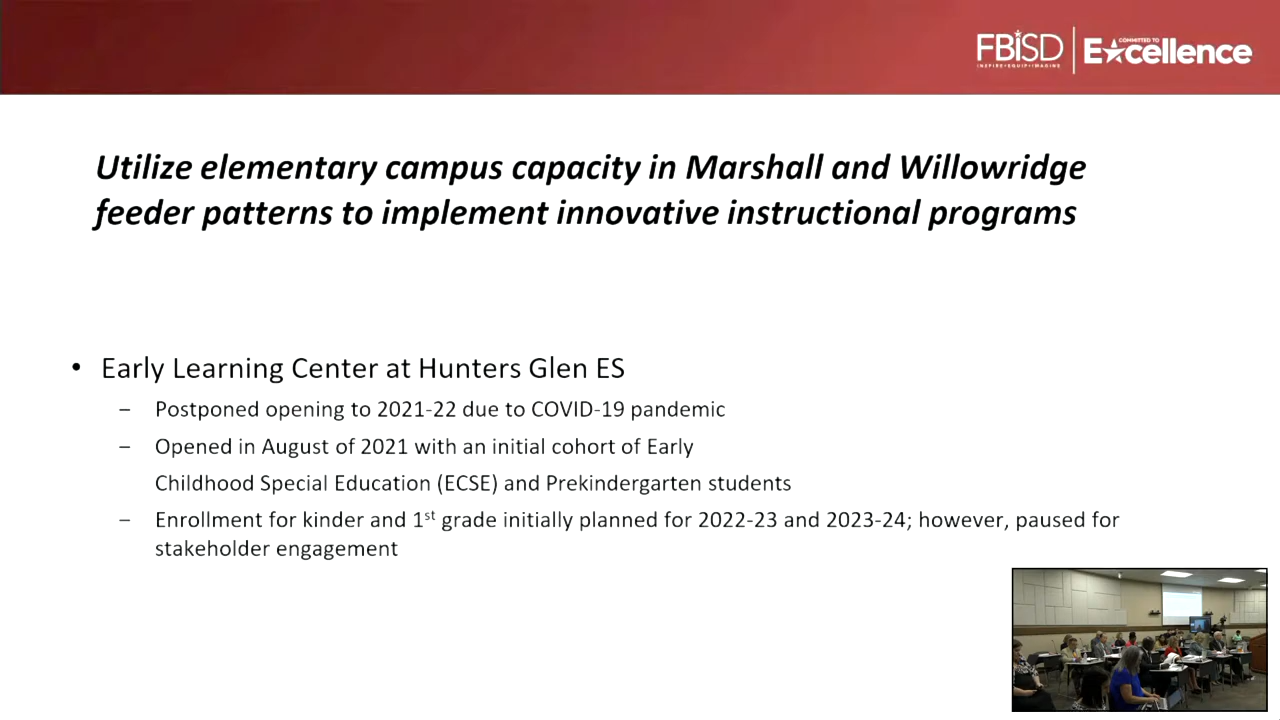 FBISD
INSPIRE•EQUIP•IMAGINE
COMMITTED TO
Excellence
Utilize elementary campus capacity in Marshall and Willowridge
feeder patterns to implement innovative instructional programs
• Early Learning Center at Hunters Glen ES
– Postponed opening to 2021-22 due to COVID-19 pandemic
– Opened in August of 2021 with an initial cohort of Early
Childhood Special Education (ECSE) and Prekindergarten students
– Enrollment for kinder and 1st grade initially planned for 2022-23 and 2023-24; however, paused for
stakeholder engagement